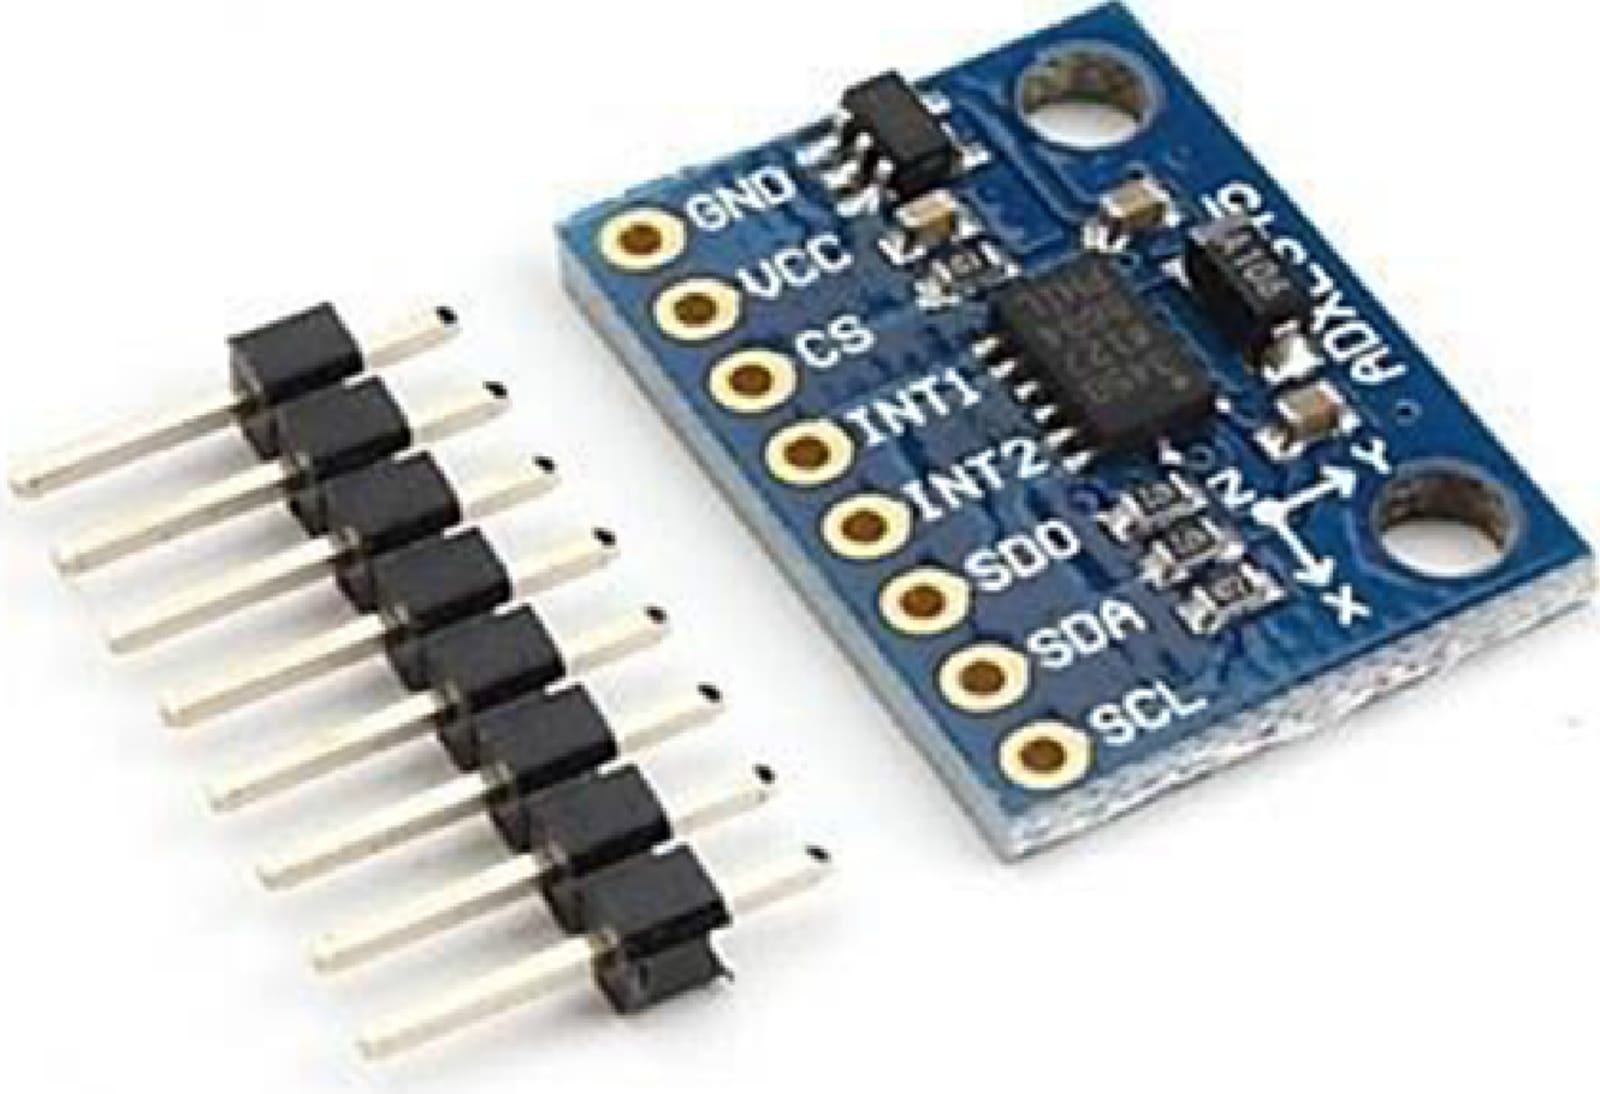 GND
VCC
CS
INT1
INT2
SDO
SDA
SCL
ADXL345
Y
Z
X